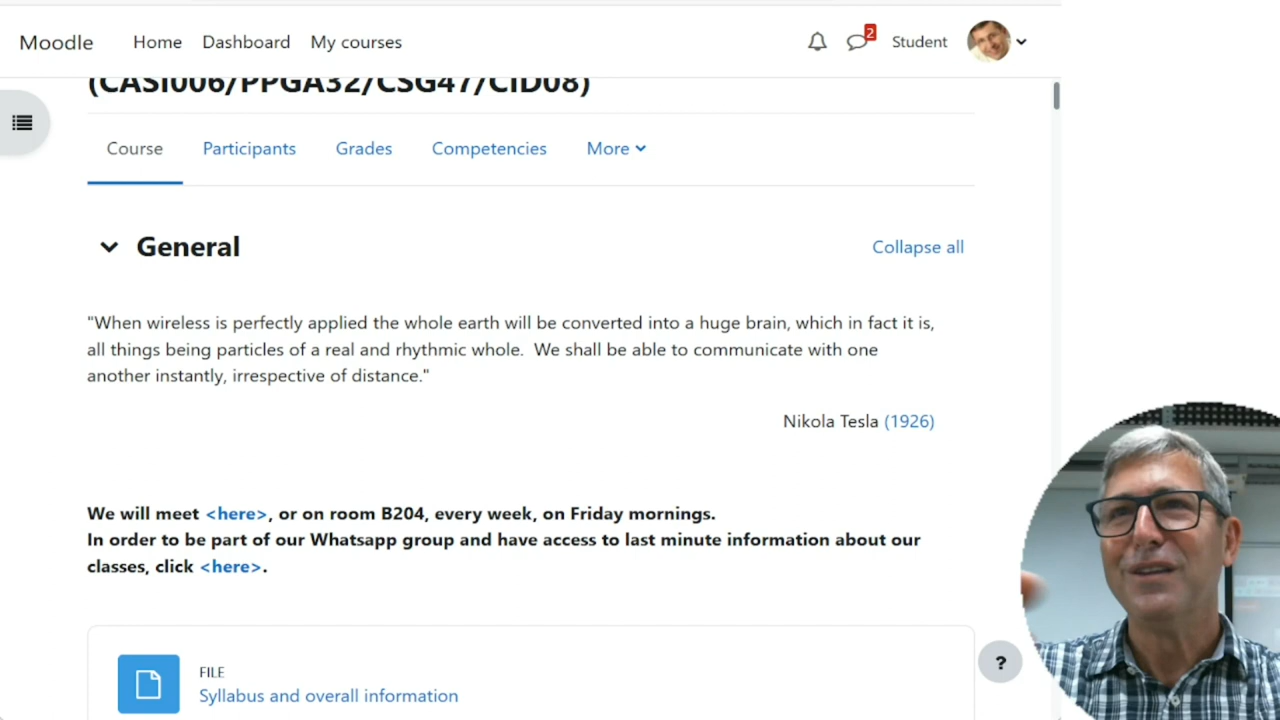 Moodle Home Dashboard My courses 2 Student
(CASI006/PPGA32/CSG47/CID08)
Course Participants Grades Competencies More
General Collapse all
"When wireless is perfectly applied the whole earth will be converted into a huge brain, which in fact it is,
all things being particles of a real and rhythmic whole.  We shall be able to communicate with one
another instantly, irrespective of distance."
Nikola Tesla (1926)
We will meet <here>, or on room B204, every week, on Friday mornings.
In order to be part of our Whatsapp group and have access to last minute information about our
classes, click <here>.
FILE
Syllabus and overall information
?